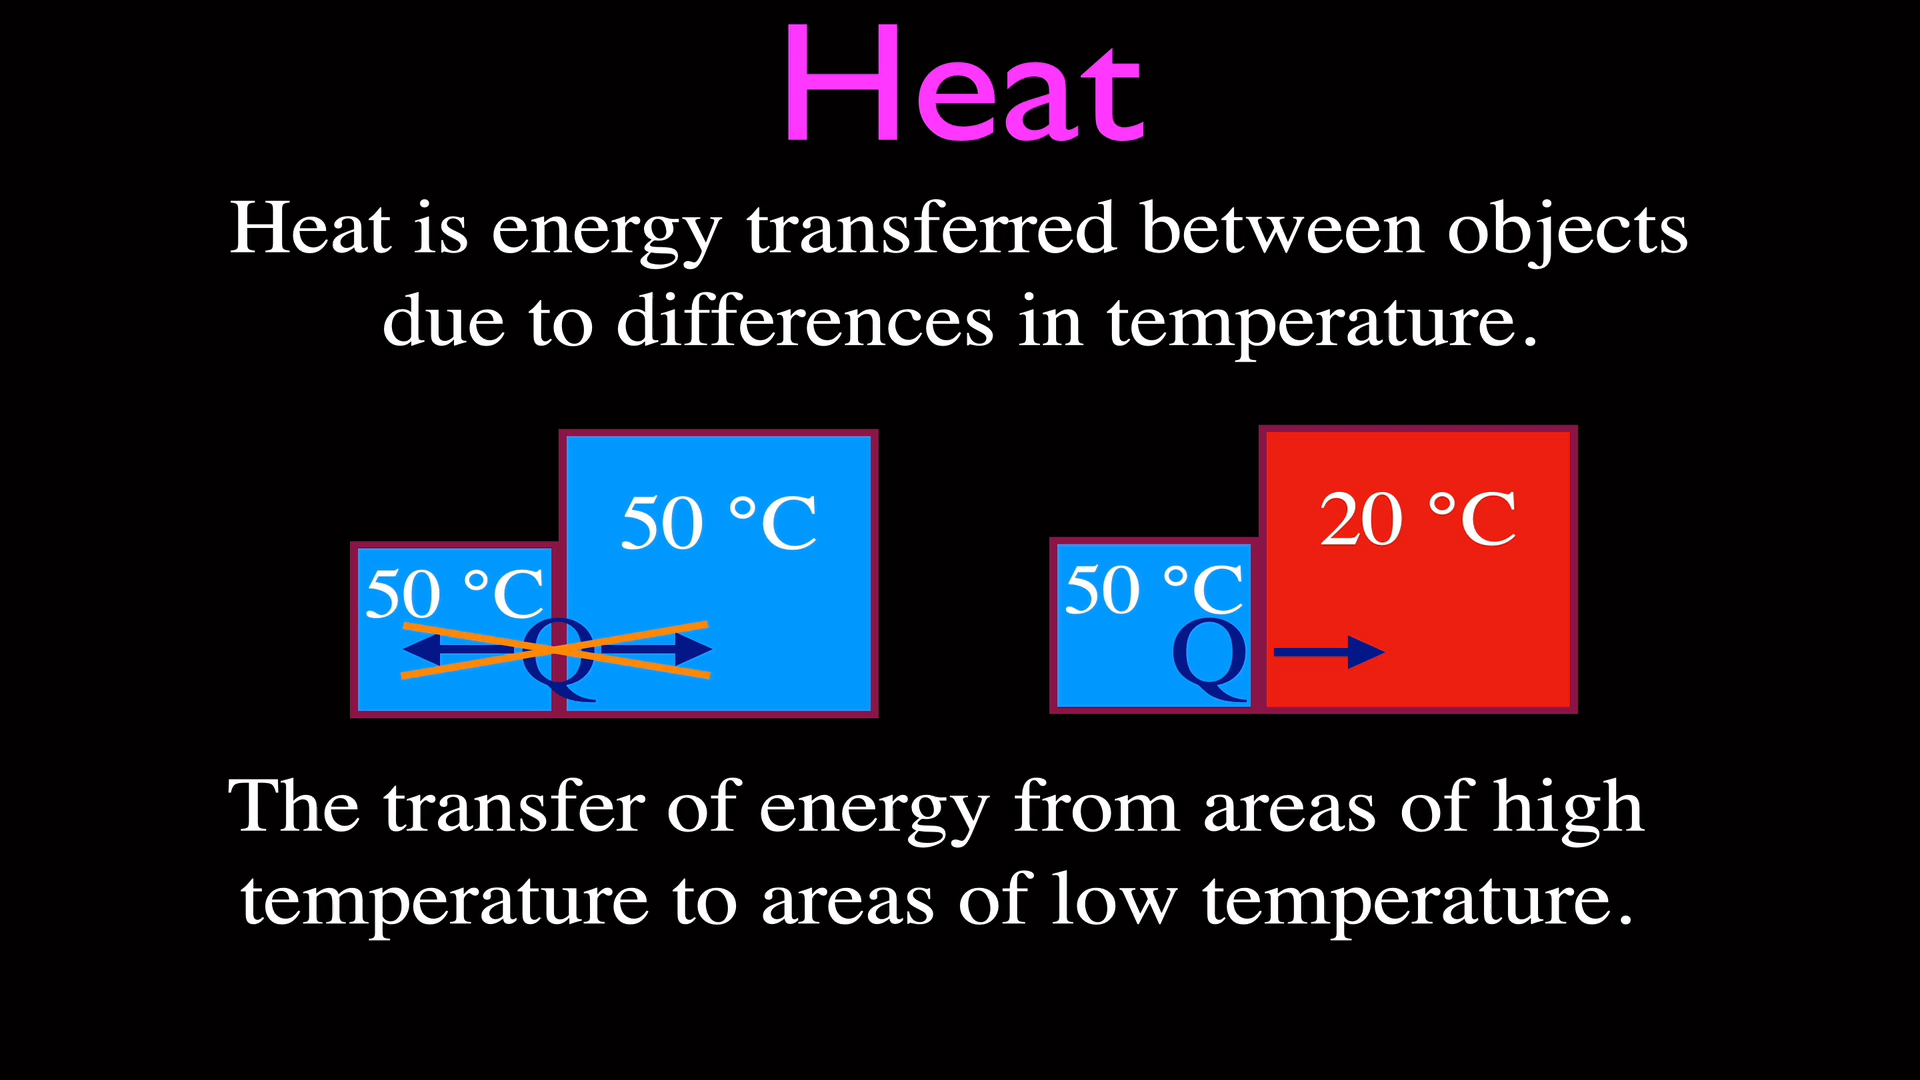 Heat
Heat is energy transferred between objects
due to differences in temperature.
50 °C
50 °C
Q
20 °C
50 °C
Q
The transfer of energy from areas of high
temperature to areas of low temperature.